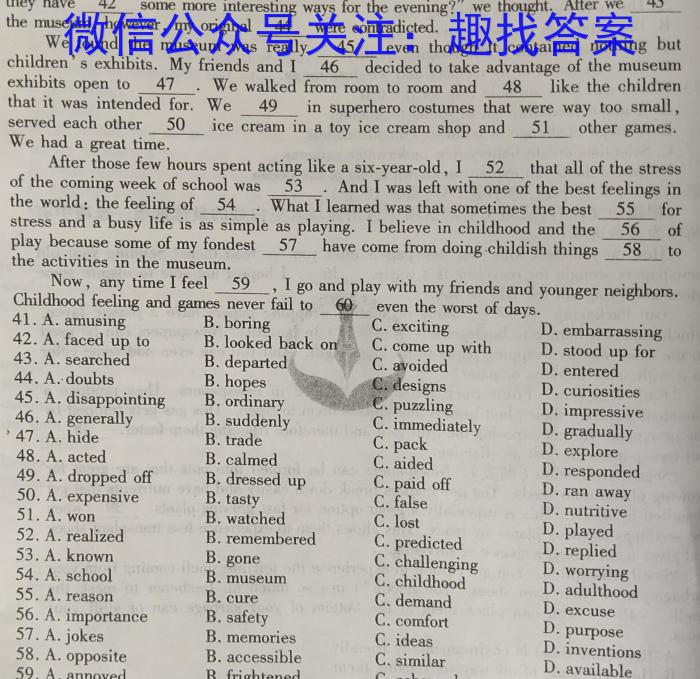 they have 42 some more interesting ways for the evening?" we thought. After we 43
the museum, however, my original 44 were contradicted.
微信公众号关注：趣找答案
We found the museum was really 45, even though it contained nothing but
children's exhibits. My friends and I 46 decided to take advantage of the museum
exhibits open to 47. We walked from room to room and 48 like the children
that it was intended for. We 49 in superhero costumes that were way too small,
served each other 50 ice cream in a toy ice cream shop and 51 other games.
We had a great time.
After those few hours spent acting like a six-year-old, I 52 that all of the stress
of the coming week of school was 53. And I was left with one of the best feelings in
the world: the feeling of 54. What I learned was that sometimes the best 55 for
stress and a busy life is as simple as playing. I believe in childhood and the 56 of
play because some of my fondest 57 have come from doing childish things 58 to
the activities in the museum.
Now, any time I feel 59, I go and play with my friends and younger neighbors.
Childhood feeling and games never fail to 60 even the worst of days.
41. A. amusing B. boring C. exciting D. embarrassing
42. A. faced up to B. looked back on C. come up with D. stood up for
43. A. searched B. departed C. avoided D. entered
44. A. doubts B. hopes C. designs D. curiosities
45. A. disappointing B. ordinary C. puzzling D. impressive
46. A. generally B. suddenly C. immediately D. gradually
47. A. hide B. trade C. pack D. explore
48. A. acted B. calmed C. aided D. responded
49. A. dropped off B. dressed up C. paid off D. ran away
50. A. expensive B. tasty C. false D. nutritive
51. A. won B. watched C. lost D. played
52. A. realized B. remembered C. predicted D. replied
53. A. known B. gone C. challenging D. worrying
54. A. school B. museum C. childhood D. adulthood
55. A. reason B. cure C. demand D. excuse
56. A. importance B. safety C. comfort D. purpose
57. A. jokes B. memories C. ideas D. inventions
58. A. opposite B. accessible C. similar D. available
59. A. annoyed B. frightened